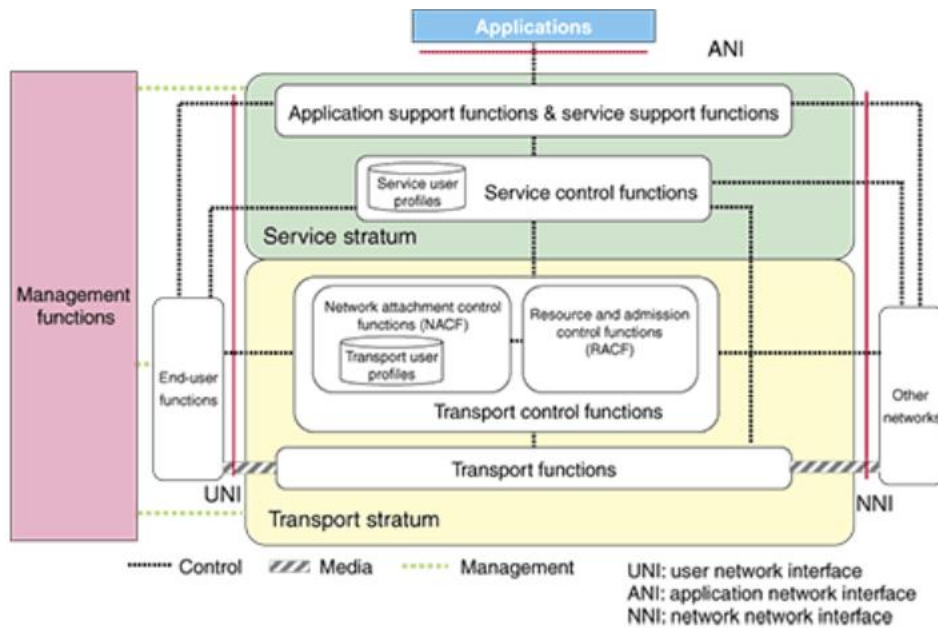 Applications
ANI
Application support functions & service support functions
Service user
profiles
Service control functions
Service stratum
Management
functions
Network attachment control
functions (NACF)
Resource and admission
control functions
(RACF)
Transport user
profiles
End-user
functions
Other
networks
Transport control functions
Transport functions
UNI
NNI
Transport stratum
Control
Media
Management
UNI: user network interface
ANI: application network interface
NNI: network network interface